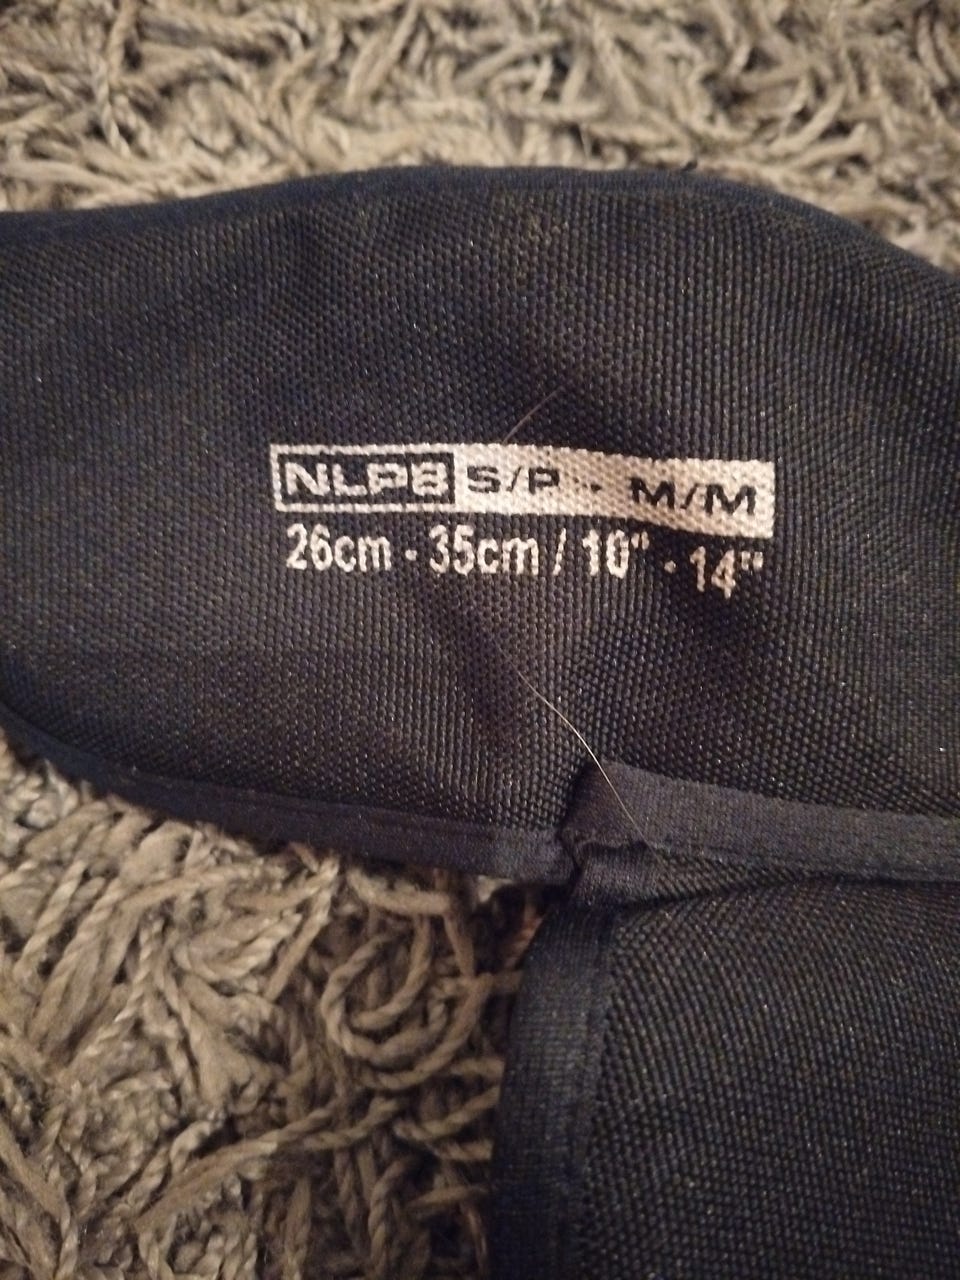 NLP8 S/P - M/M
26cm - 35cm / 10" - 14"